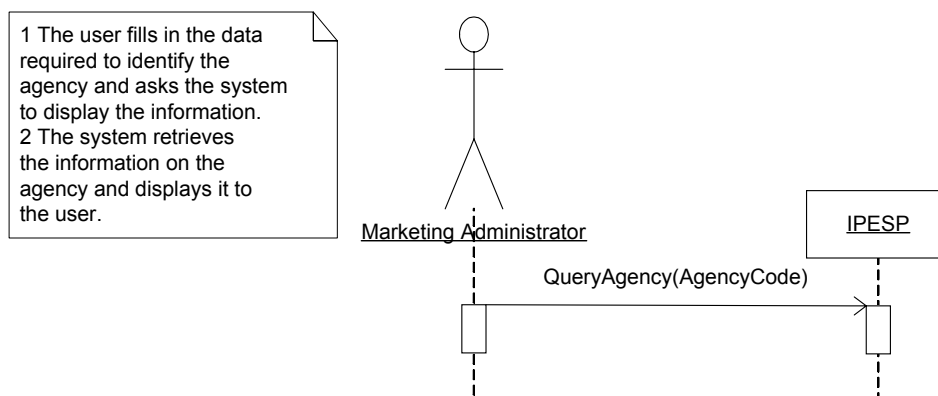 1 The user fills in the data
required to identify the
agency and asks the system
to display the information.
2 The system retrieves
the information on the
agency and displays it to
the user.
Marketing Administrator
IPESP
QueryAgency(AgencyCode)